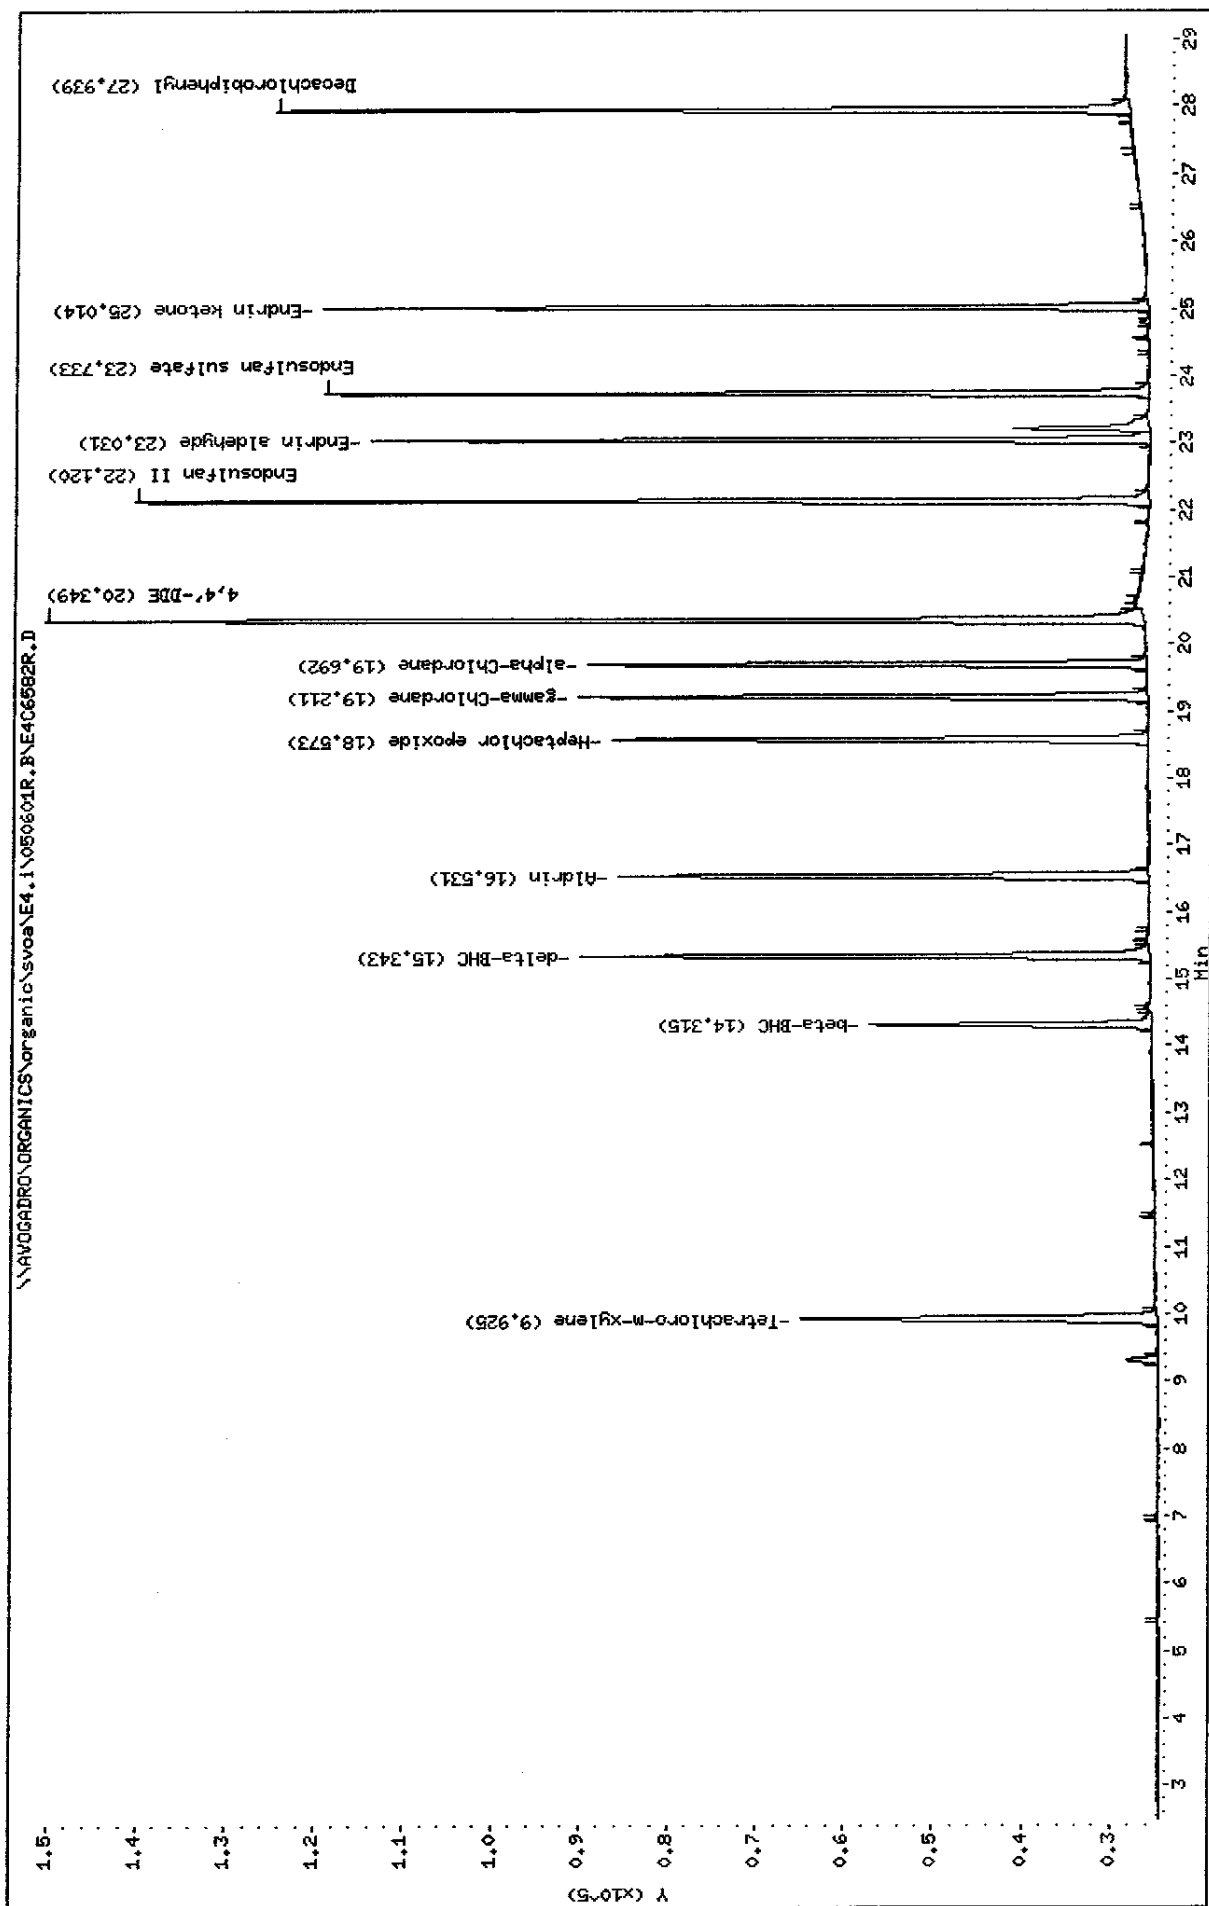 \\AVOGADRO\ORGANICS\organic\svoa\E4.i\050601R.B\E4C6582R.D
Y (x10^5)
1.5
1.4
1.3
1.2
1.1
1.0
0.9
0.8
0.7
0.6
0.5
0.4
0.3
-Tetrachloro-m-xylene (9.925)
-beta-BHC (14.315)
-delta-BHC (15.343)
-Aldrin (16.531)
-Heptachlor epoxide (18.573)
-gamma-Chlordane (19.211)
-alpha-Chlordane (19.692)
4,4'-DDE (20.349)
Endosulfan II (22.120)
-Endrin aldehyde (23.031)
Endosulfan sulfate (23.733)
-Endrin ketone (25.014)
Decachlorobiphenyl (27.939)
3 4 5 6 7 8 9 10 11 12 13 14 15 16 17 18 19 20 21 22 23 24 25 26 27 28 29
Min